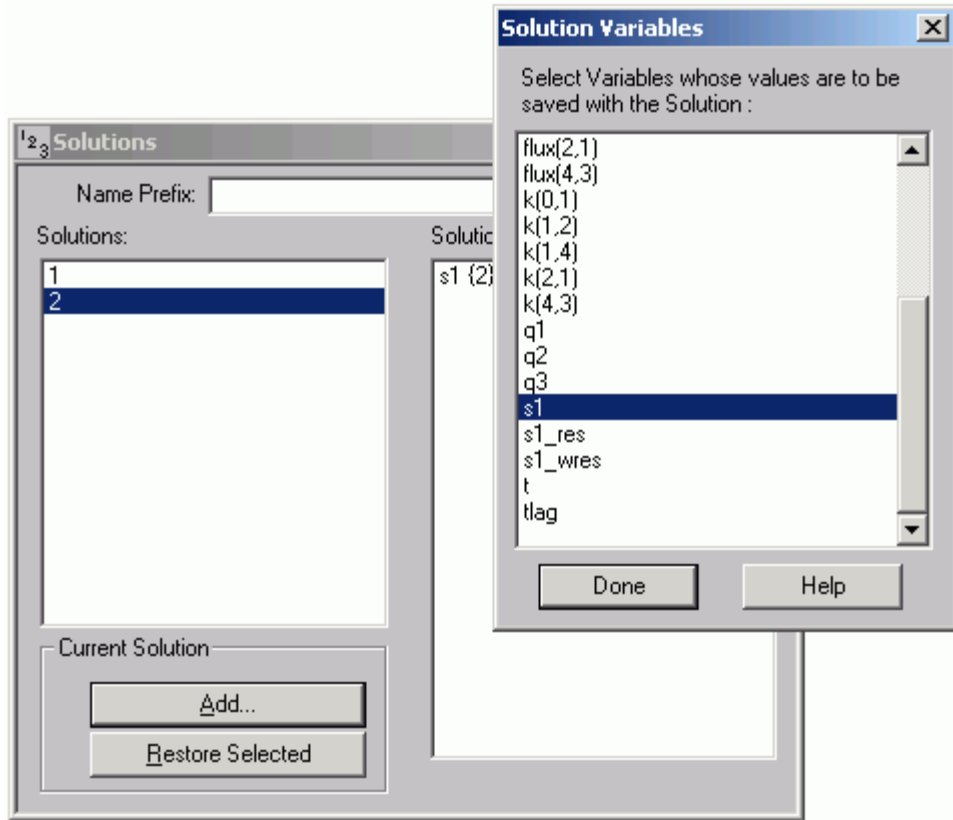 Solution Variables
Select Variables whose values are to be
saved with the Solution :
flux(2,1)
flux(4,3)
k(0,1)
k(1,2)
k(1,4)
k(2,1)
k(4,3)
q1
q2
q3
s1
s1_res
s1_wres
t
tlag
Done Help
123 Solutions
Name Prefix:
Solutions:
1
2
s1 {2}
Current Solution
Add...
Restore Selected